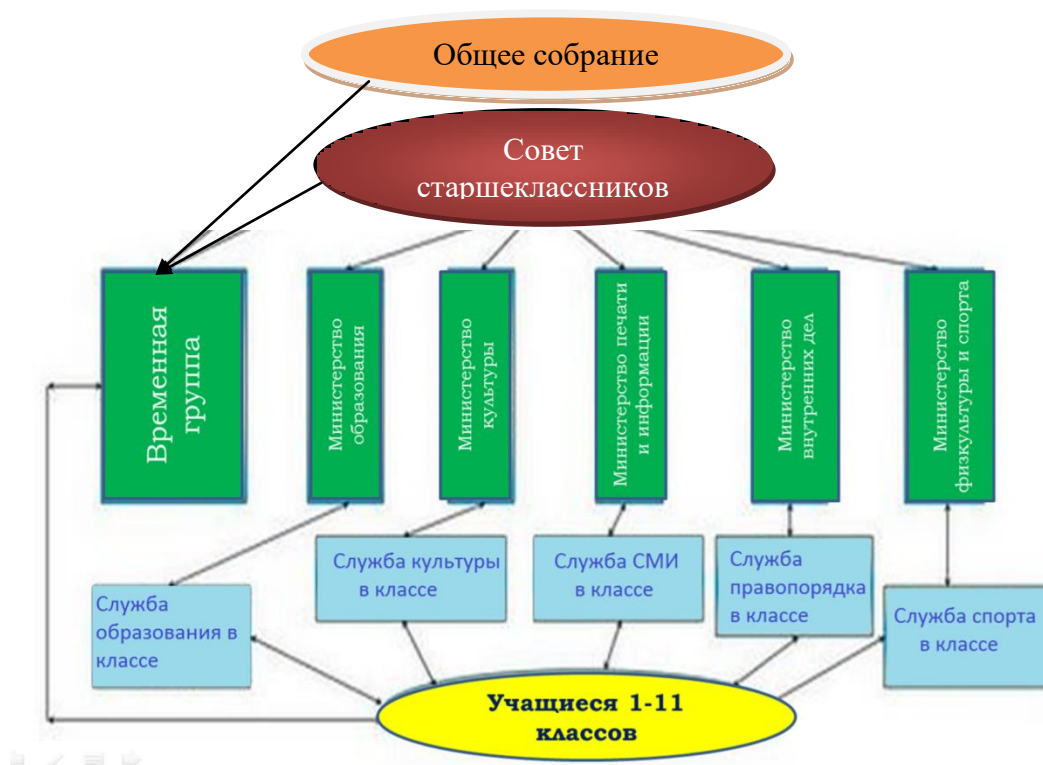 Общее собрание
Совет
старшеклассников
Временная
группа
Министерство
образования
Министерство
культуры
Министерство печати
и информации
Министерство
внутренних дел
Министерство
физкультуры и спорта
Служба культуры
в классе
Служба СМИ
в классе
Служба
правопорядка
в классе
Служба
образования в
классе
Служба спорта
в классе
Учащиеся 1-11
классов